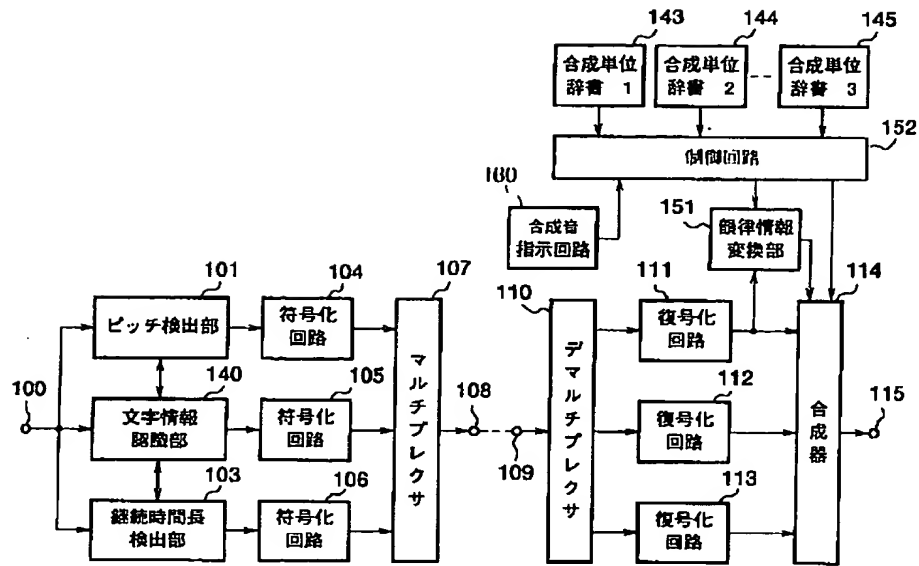 143
144
145
合成単位
辞書 1
合成単位
辞書 2
合成単位
辞書 3
152
制御回路
160
合成音
指示回路
151
韻律情報
変換部
101
ピッチ検出部
104
符号化
回路
107
マルチプレクサ
110
デマルチプレクサ
111
復号化
回路
114
合成器
100
140
文字情報
認識部
105
符号化
回路
108
109
112
復号化
回路
115
103
継続時間長
検出部
106
符号化
回路
113
復号化
回路